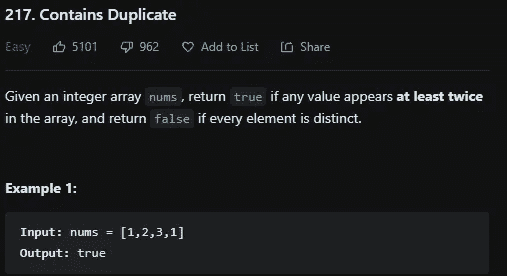 217. Contains Duplicate
Easy 5101 962 Add to List Share
Given an integer array nums, return true if any value appears at least twice
in the array, and return false if every element is distinct.
Example 1:
Input: nums = [1,2,3,1]
Output: true